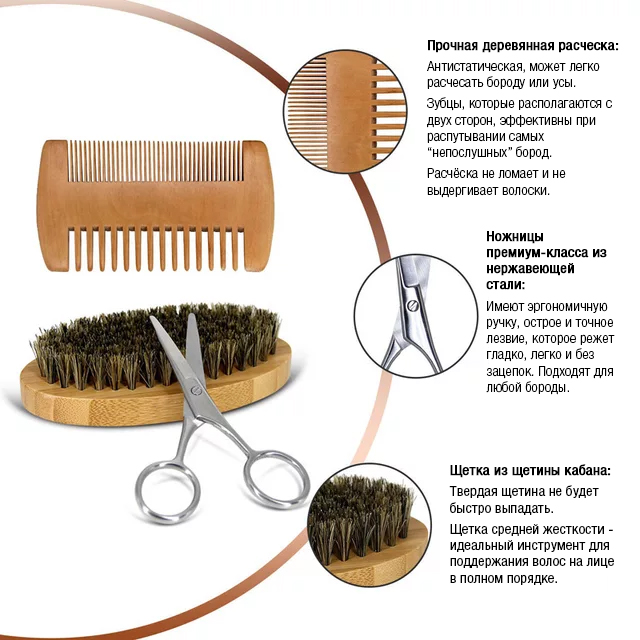 Прочная деревянная расческа:
Антистатическая, может легко
расчесать бороду или усы.
Зубцы, которые располагаются с
двух сторон, эффективны при
распутывании самых
“непослушных” бород.
Расчёска не ломает и не
выдергивает волоски.
Ножницы
премиум-класса из
нержавеющей
стали:
Имеют эргономичную
ручку, острое и точное
лезвие, которое режет
гладко, легко и без
зацепок. Подходят для
любой бороды.
Щетка из щетины кабана:
Твердая щетина не будет
быстро выпадать.
Щетка средней жесткости -
идеальный инструмент для
поддержания волос на лице
в полном порядке.